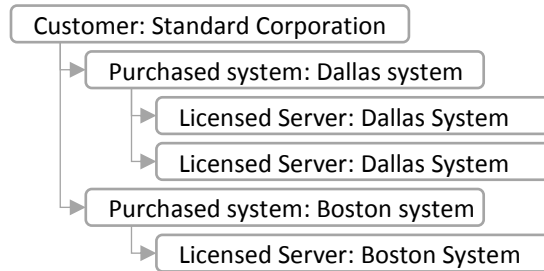 Customer: Standard Corporation
Purchased system: Dallas system
Licensed Server: Dallas System
Licensed Server: Dallas System
Purchased system: Boston system
Licensed Server: Boston System